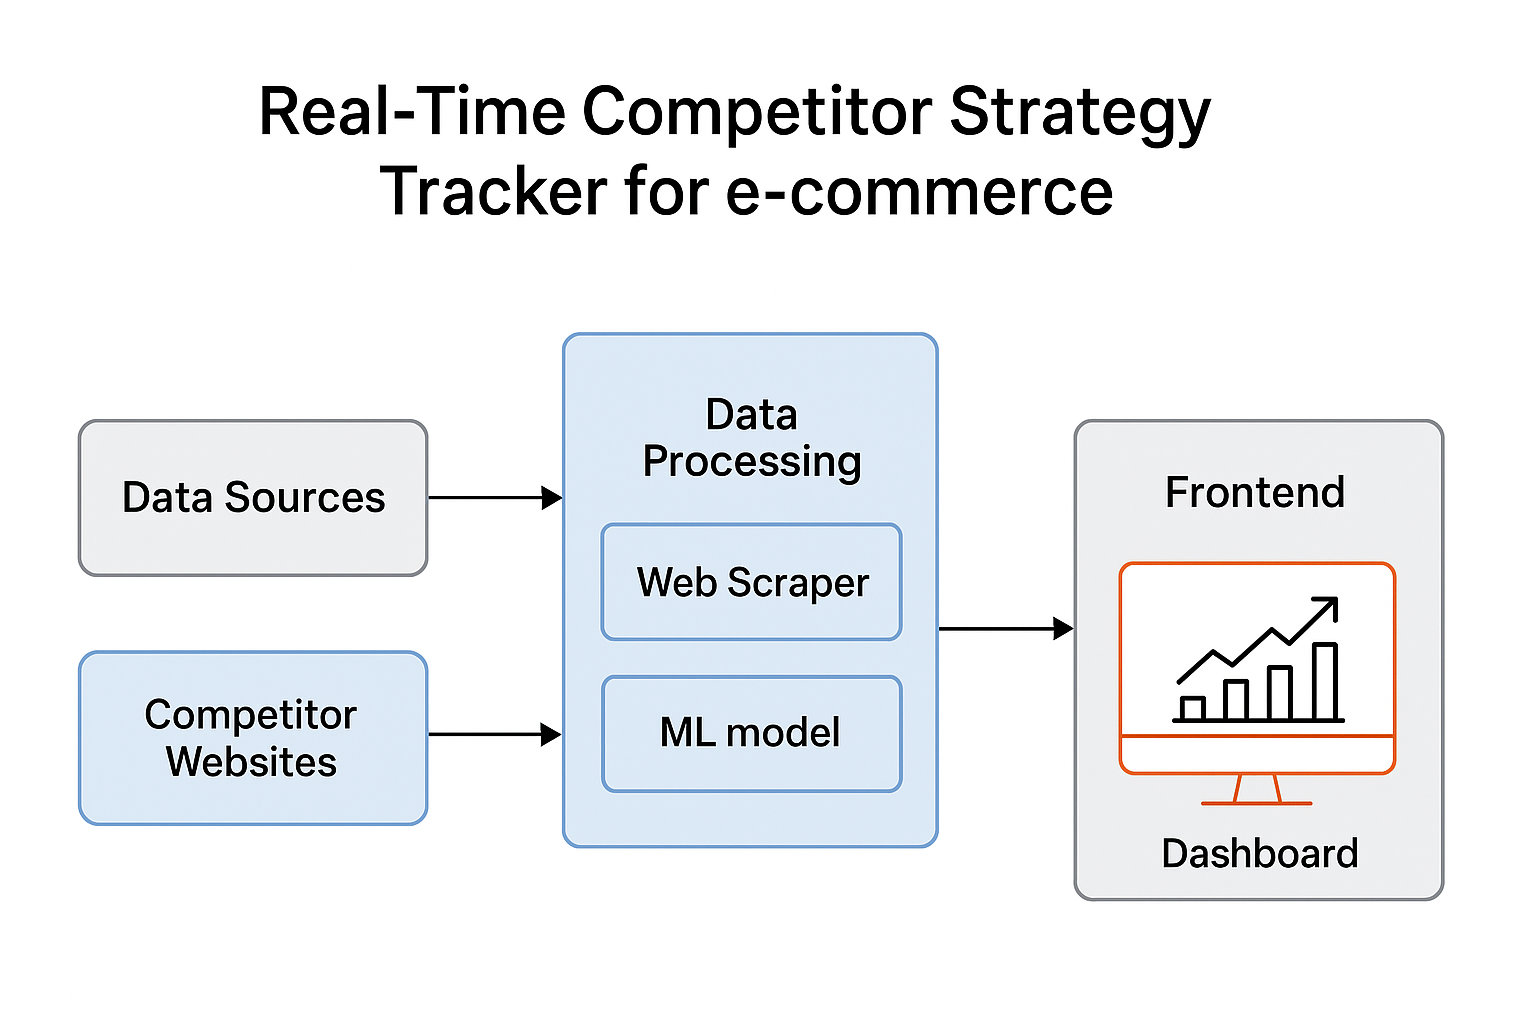 Real-Time Competitor Strategy
Tracker for e-commerce
Data Sources
Competitor
Websites
Data
Processing
Web Scraper
ML model
Frontend
Dashboard